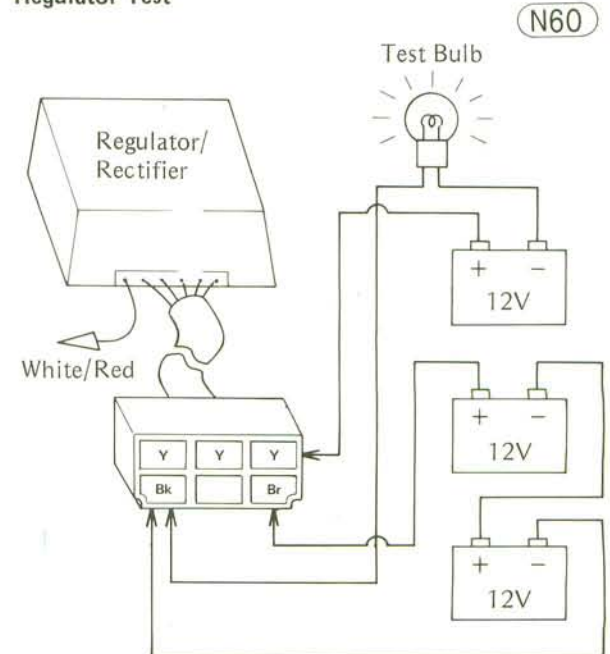 Regulator Test
N60
Test Bulb
Regulator/
Rectifier
+ −
12V
White/Red
+ −
12V
Y Y Y
Bk Br
+ −
12V